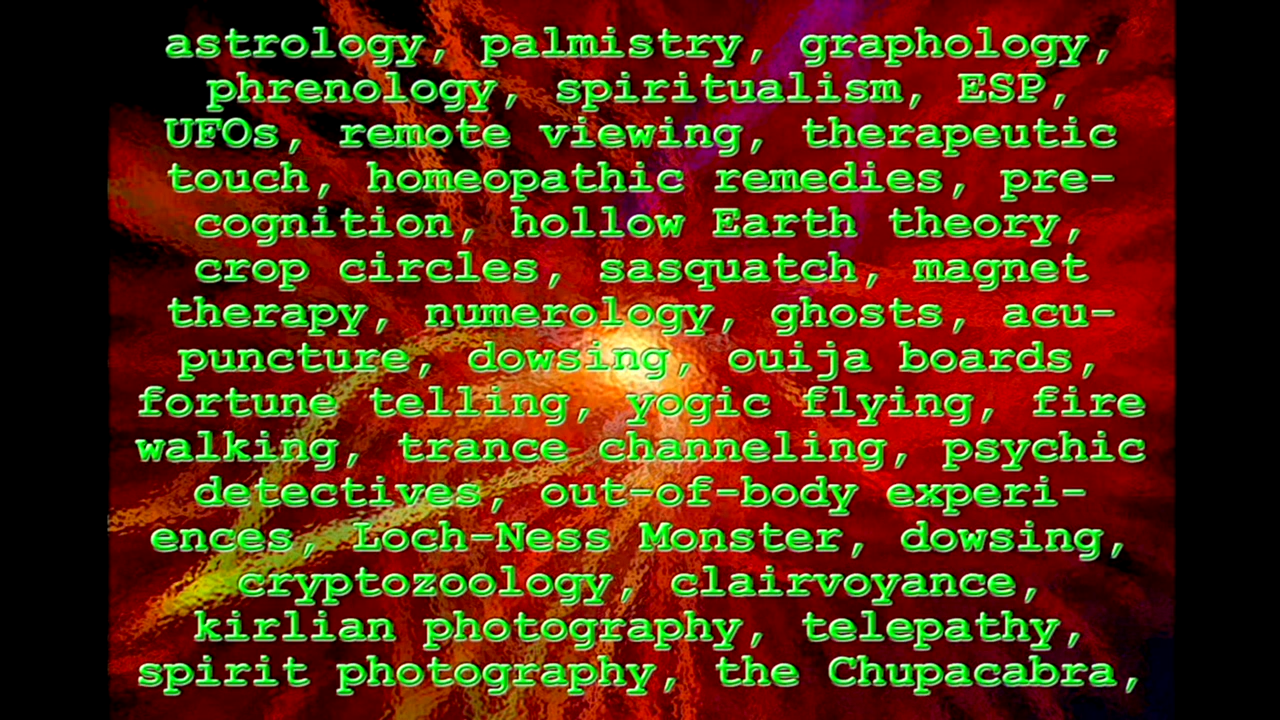 astrology, palmistry, graphology,
phrenology, spiritualism, ESP,
UFOs, remote viewing, therapeutic
touch, homeopathic remedies, pre-
cognition, hollow Earth theory,
crop circles, sasquatch, magnet
therapy, numerology, ghosts, acu-
puncture, dowsing, ouija boards,
fortune telling, yogic flying, fire
walking, trance channeling, psychic
detectives, out-of-body experi-
ences, Loch-Ness Monster, dowsing,
cryptozoology, clairvoyance,
kirlian photography, telepathy,
spirit photography, the Chupacabra,